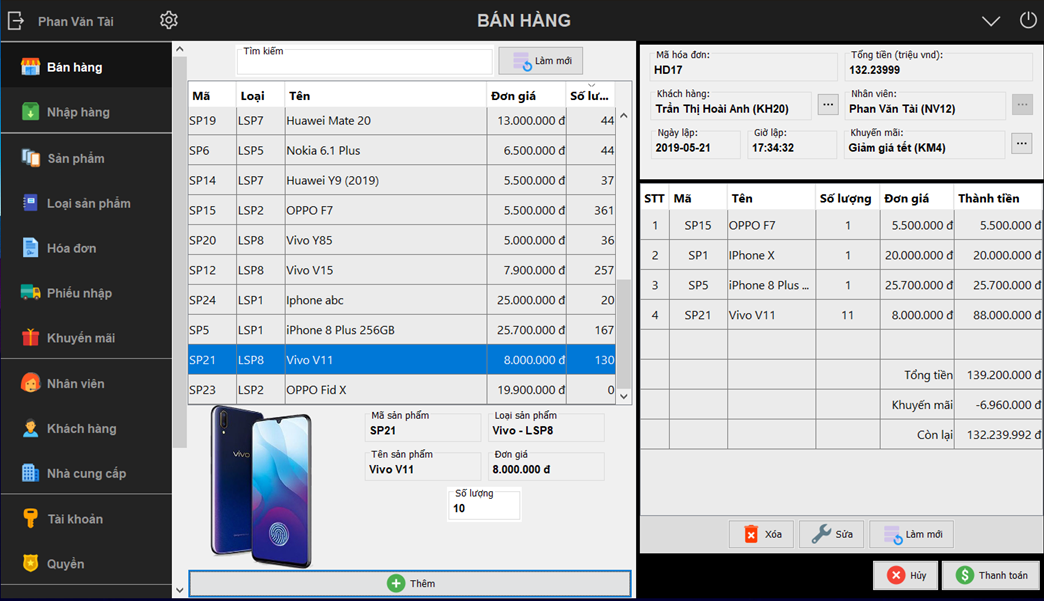 Phan Văn Tài
BÁN HÀNG
Bán hàng
Nhập hàng
Sản phẩm
Loại sản phẩm
Hóa đơn
Phiếu nhập
Khuyến mãi
Nhân viên
Khách hàng
Nhà cung cấp
Tài khoản
Quyền
Tìm kiếm
Làm mới
Mã Loại Tên Đơn giá Số lư...
SP19 LSP7 Huawei Mate 20 13.000.000 đ 44
SP6 LSP5 Nokia 6.1 Plus 6.500.000 đ 44
SP14 LSP7 Huawei Y9 (2019) 5.500.000 đ 37
SP15 LSP2 OPPO F7 5.500.000 đ 361
SP20 LSP8 Vivo Y85 5.000.000 đ 36
SP12 LSP8 Vivo V15 7.900.000 đ 257
SP24 LSP1 Iphone abc 25.000.000 đ 20
SP5 LSP1 iPhone 8 Plus 256GB 25.700.000 đ 167
SP21 LSP8 Vivo V11 8.000.000 đ 130
SP23 LSP2 OPPO Fid X 19.900.000 đ 0
vivo
Mã sản phẩm
SP21
Loại sản phẩm
Vivo - LSP8
Tên sản phẩm
Vivo V11
Đơn giá
8.000.000 đ
Số lượng
10
Thêm
Mã hóa đơn:
HD17
Tổng tiền (triệu vnd):
132.23999
Khách hàng:
Trần Thị Hoài Anh (KH20)
...
Nhân viên:
Phan Văn Tài (NV12)
...
Ngày lập:
2019-05-21
Giờ lập:
17:34:32
Khuyến mãi:
Giảm giá tết (KM4)
...
STT Mã Tên Số lượng Đơn giá Thành tiền
1 SP15 OPPO F7 1 5.500.000 đ 5.500.000 đ
2 SP1 IPhone X 1 20.000.000 đ 20.000.000 đ
3 SP5 iPhone 8 Plus ... 1 25.700.000 đ 25.700.000 đ
4 SP21 Vivo V11 11 8.000.000 đ 88.000.000 đ
Tổng tiền 139.200.000 đ
Khuyến mãi -6.960.000 đ
Còn lại 132.239.992 đ
Xóa
Sửa
Làm mới
Hủy
Thanh toán